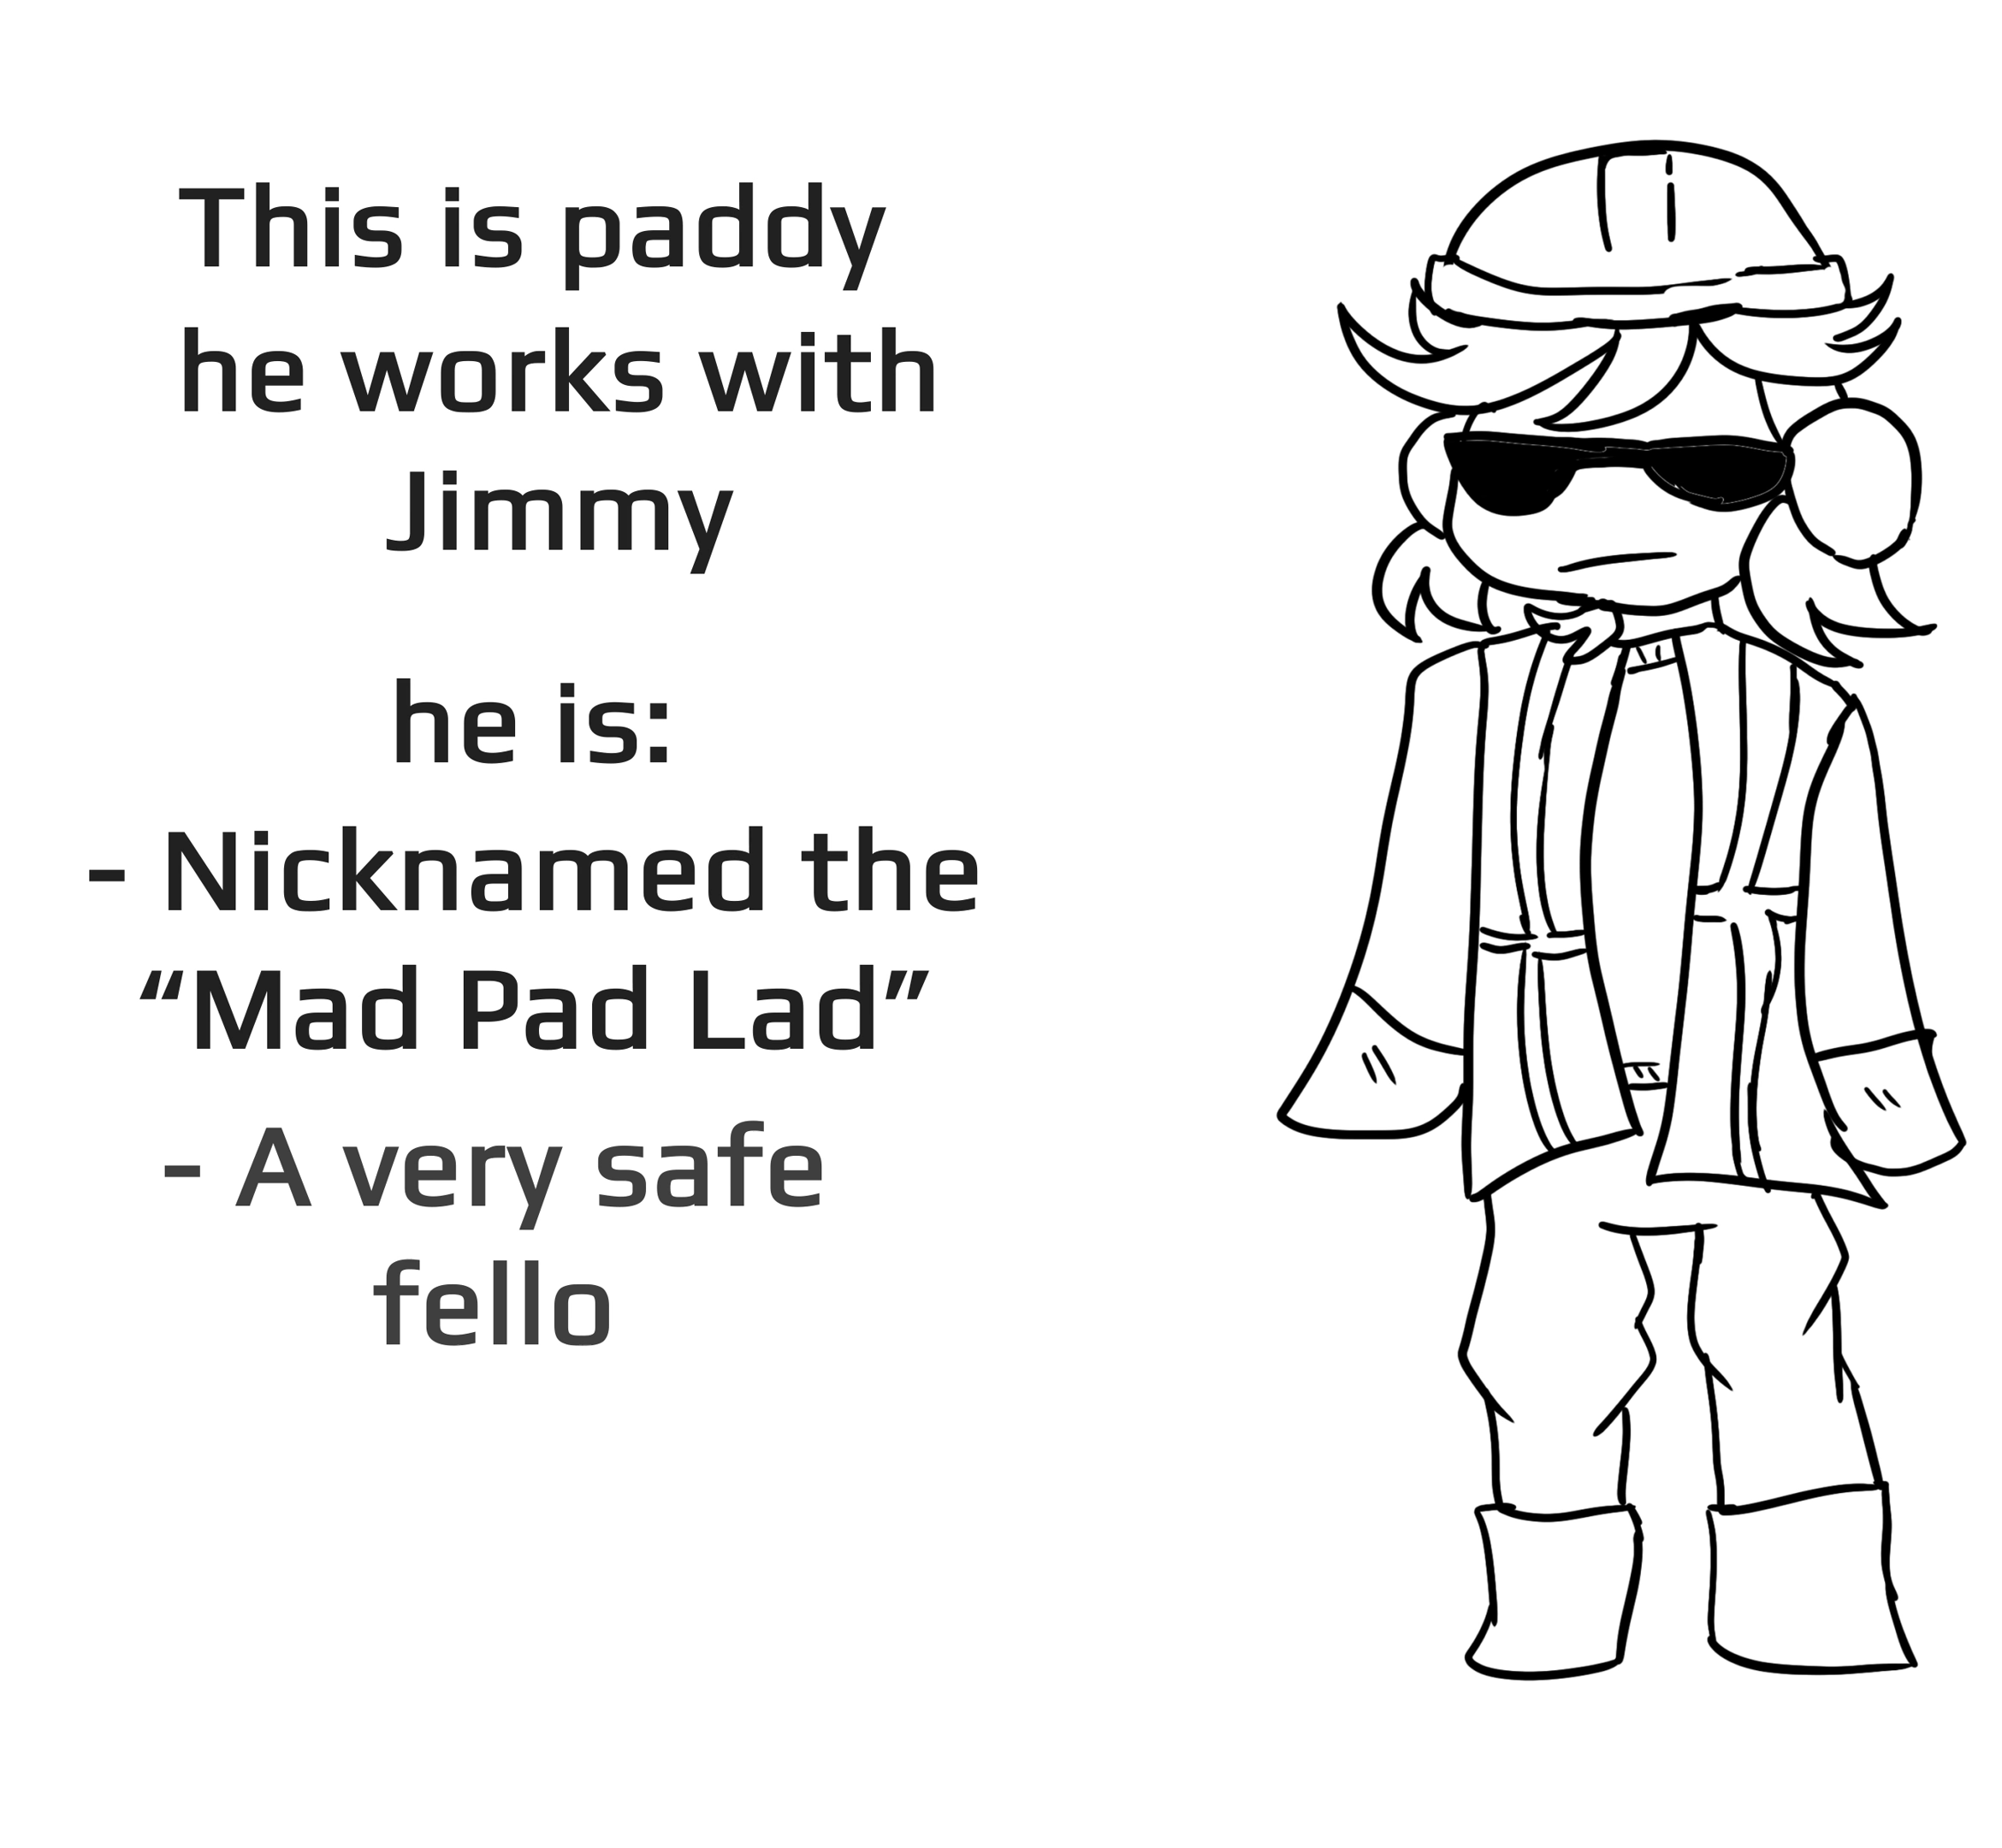 This is paddy
he works with
Jimmy
he is:
- Nicknamed the
“Mad Pad Lad”
- A very safe
fello